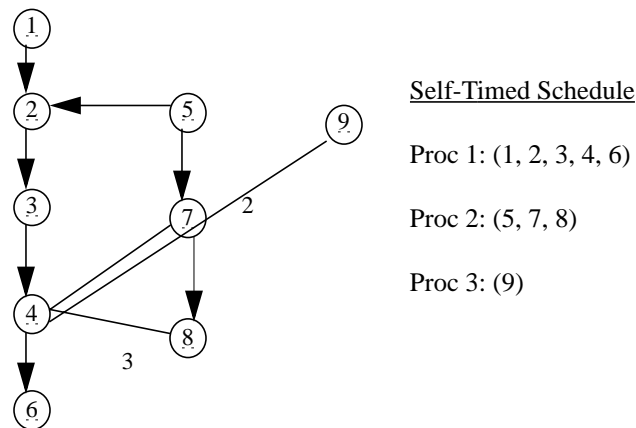 1
2
5
9
3
7
2
4
8
3
6
Self-Timed Schedule
Proc 1: (1, 2, 3, 4, 6)
Proc 2: (5, 7, 8)
Proc 3: (9)